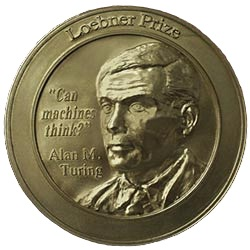 Loebner Prize
"Can
machines
think?"
Alan M.
Turing